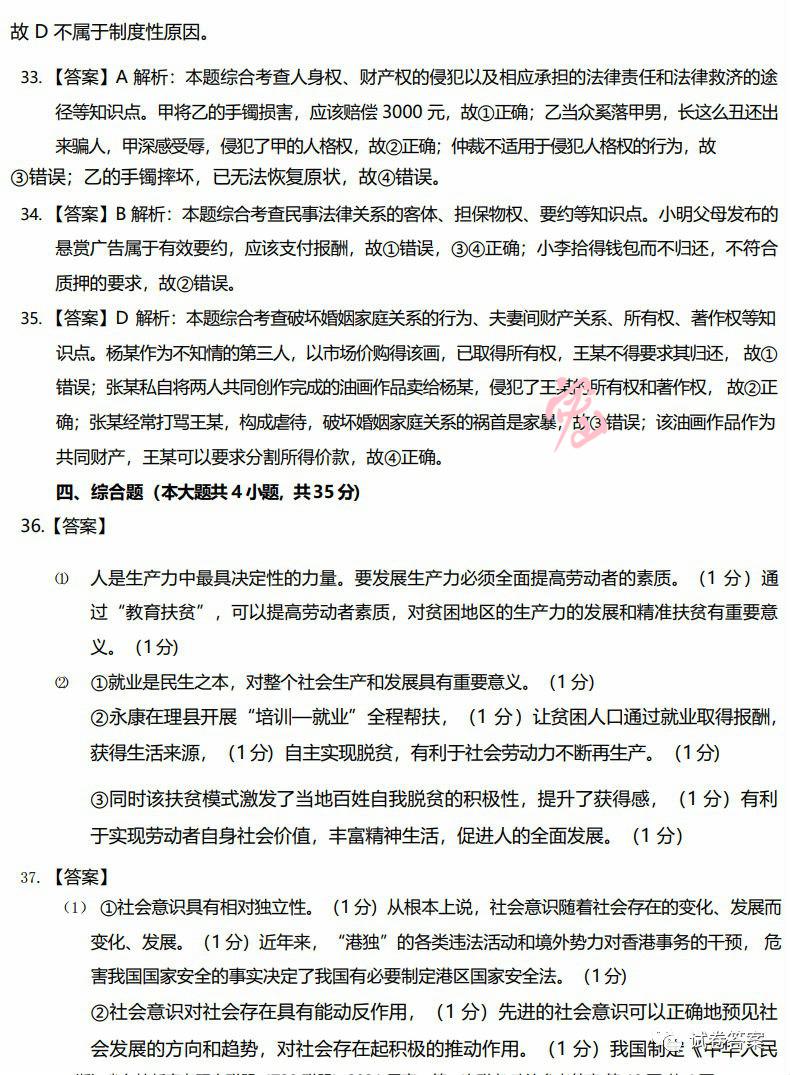 故 D 不属于制度性原因。
33. 【答案】A 解析：本题综合考查人身权、财产权的侵犯以及相应承担的法律责任和法律救济的途
径等知识点。甲将乙的手镯损害，应该赔偿 3000 元，故①正确；乙当众奚落甲男，长这么丑还出
来骗人，甲深感受辱，侵犯了甲的人格权，故②正确；仲裁不适用于侵犯人格权的行为，故
③错误；乙的手镯摔坏，已无法恢复原状，故④错误。
34. 【答案】B 解析：本题综合考查民事法律关系的客体、担保物权、要约等知识点。小明父母发布的
悬赏广告属于有效要约，应该支付报酬，故①错误，③④正确；小李拾得钱包而不归还，不符合
质押的要求，故②错误。
35. 【答案】D 解析：本题综合考查破坏婚姻家庭关系的行为、夫妻间财产关系、所有权、著作权等知
识点。杨某作为不知情的第三人，以市场价购得该画，已取得所有权，王某不得要求其归还， 故①
错误；张某私自将两人共同创作完成的油画作品卖给杨某，侵犯了王某的所有权和著作权， 故②正
确；张某经常打骂王某，构成虐待，破坏婚姻家庭关系的祸首是家暴，故③错误；该油画作品作为
共同财产，王某可以要求分割所得价款，故④正确。
四、综合题（本大题共 4 小题，共 35 分）
36.【答案】
⑴ 人是生产力中最具决定性的力量。要发展生产力必须全面提高劳动者的素质。（1 分）通
过“教育扶贫”，可以提高劳动者素质，对贫困地区的生产力的发展和精准扶贫有重要意
义。（1 分）
⑵ ①就业是民生之本，对整个社会生产和发展具有重要意义。（1 分）
②永康在理县开展“培训—就业”全程帮扶，（1 分）让贫困人口通过就业取得报酬，
获得生活来源，（1 分）自主实现脱贫，有利于社会劳动力不断再生产。（1 分）
③同时该扶贫模式激发了当地百姓自我脱贫的积极性，提升了获得感，（1 分）有利
于实现劳动者自身社会价值，丰富精神生活，促进人的全面发展。（1 分）
37. 【答案】
（1）①社会意识具有相对独立性。（1 分）从根本上说，社会意识随着社会存在的变化、发展而
变化、发展。（1 分）近年来，“港独”的各类违法活动和境外势力对香港事务的干预， 危
害我国国家安全的事实决定了我国有必要制定港区国家安全法。（1 分）
②社会意识对社会存在具有能动反作用，（1 分）先进的社会意识可以正确地预见社
会发展的方向和趋势，对社会存在起积极的推动作用。（1 分）我国制定《中华人民
试卷答案